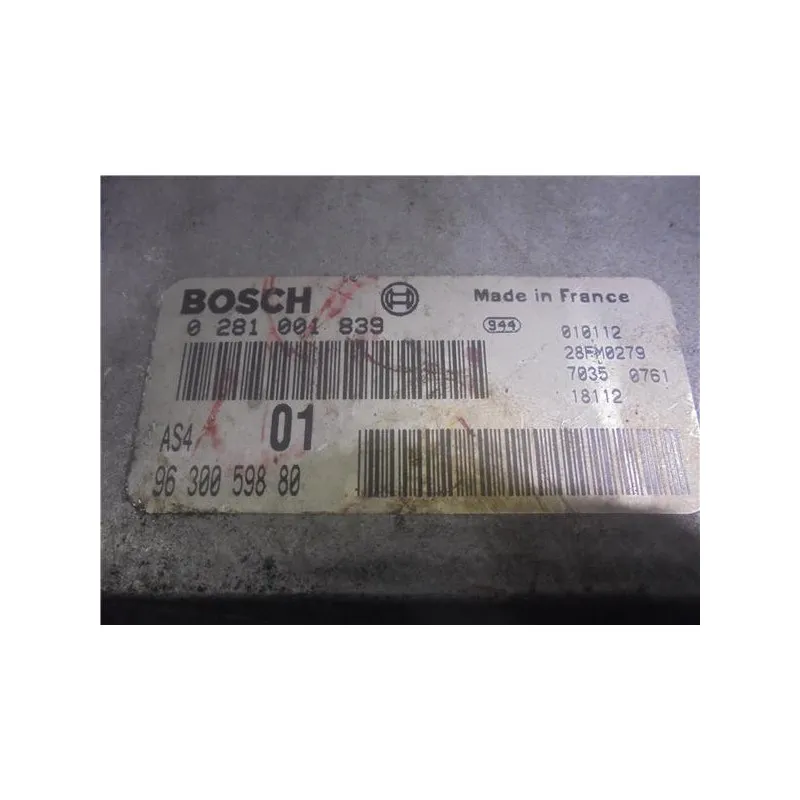 BOSCH Made in France
0 281 001 839 944 010112
28FM0279
7035 0761
18112
AS4 01
96 300 598 80